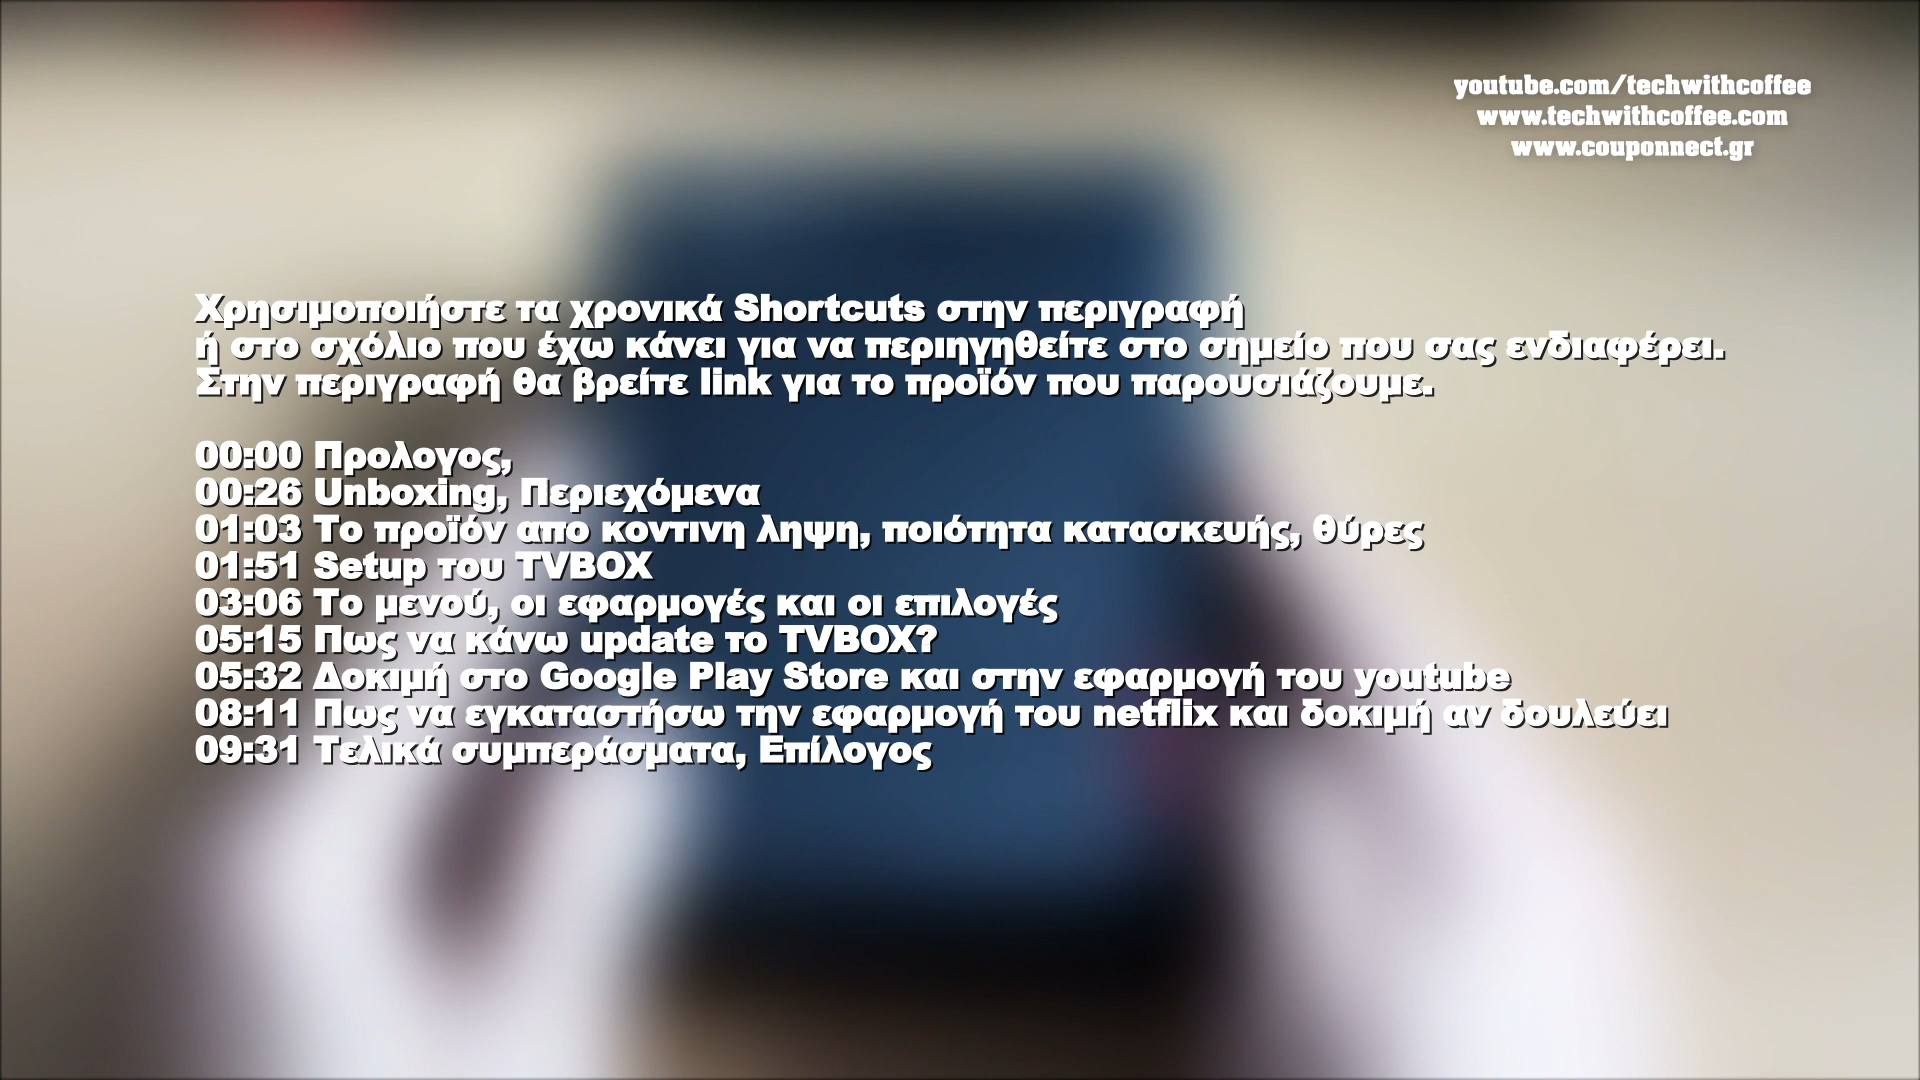 youtube.com/techwithcoffee
www.techwithcoffee.com
www.couponnect.gr
Χρησιμοποιήστε τα χρονικά Shortcuts στην περιγραφή
ή στο σχόλιο που έχω κάνει για να περιηγηθείτε στο σημείο που σας ενδιαφέρει.
Στην περιγραφή θα βρείτε link για το προϊόν που παρουσιάζουμε.
00:00 Προλογος,
00:26 Unboxing, Περιεχόμενα
01:03 Το προϊόν απο κοντινη ληψη, ποιότητα κατασκευής, θύρες
01:51 Setup του TVBOX
03:06 Το μενού, οι εφαρμογές και οι επιλογές
05:15 Πως να κάνω update το TVBOX?
05:32 Δοκιμή στο Google Play Store και στην εφαρμογή του youtube
08:11 Πως να εγκαταστήσω την εφαρμογή του netflix και δοκιμή αν δουλεύει
09:31 Τελικά συμπεράσματα, Επίλογος